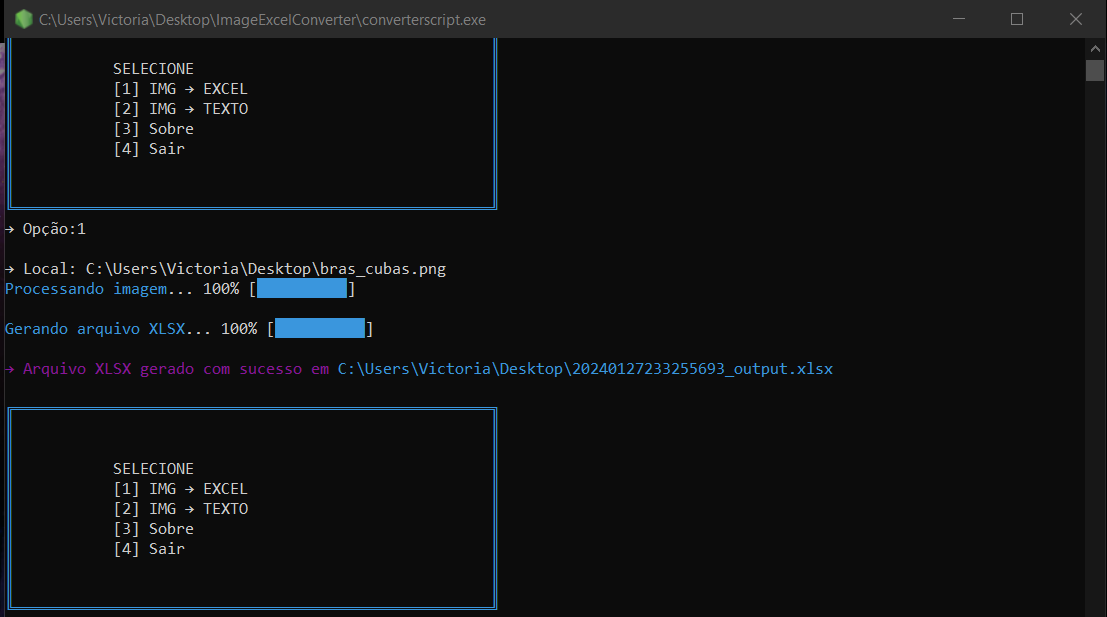 C:\Users\Victoria\Desktop\ImageExcelConverter\converterscript.exe
SELECIONE
[1] IMG → EXCEL
[2] IMG → TEXTO
[3] Sobre
[4] Sair
→ Opção:1
→ Local: C:\Users\Victoria\Desktop\bras_cubas.png
Processando imagem... 100% [██████████]
Gerando arquivo XLSX... 100% [██████████]
→ Arquivo XLSX gerado com sucesso em C:\Users\Victoria\Desktop\20240127233255693_output.xlsx
SELECIONE
[1] IMG → EXCEL
[2] IMG → TEXTO
[3] Sobre
[4] Sair